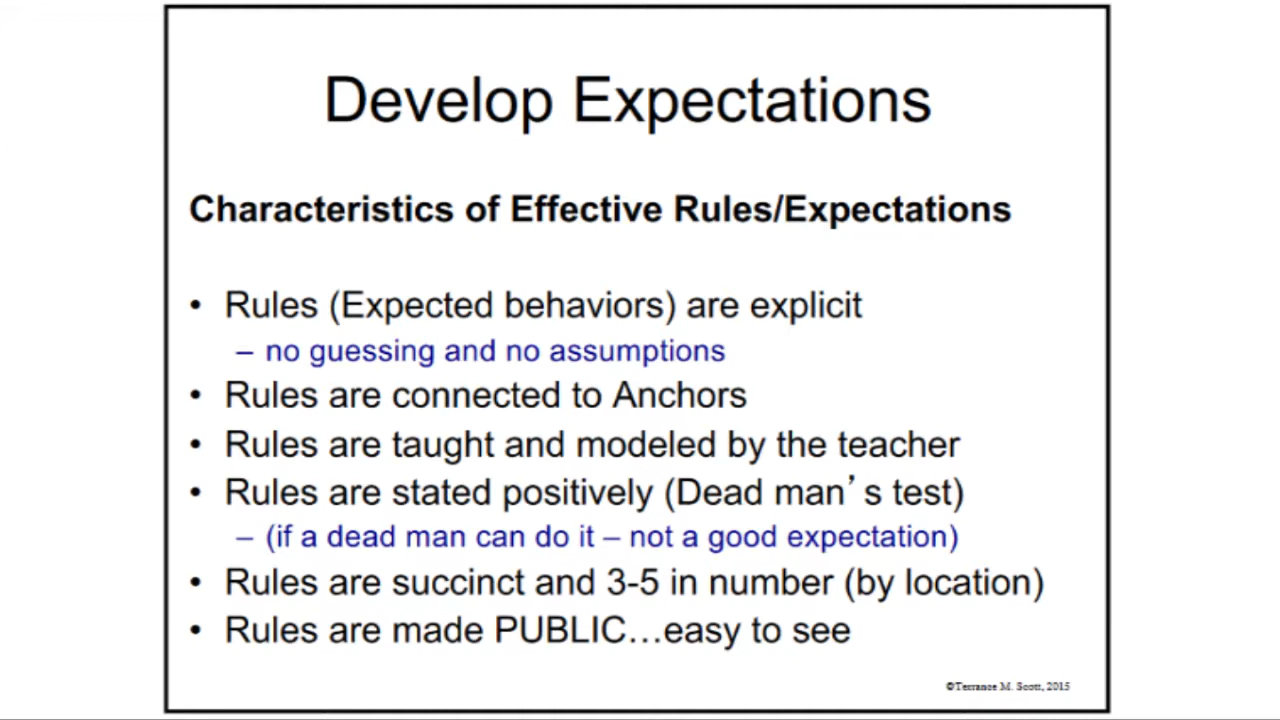 Develop Expectations
Characteristics of Effective Rules/Expectations
• Rules (Expected behaviors) are explicit
– no guessing and no assumptions
• Rules are connected to Anchors
• Rules are taught and modeled by the teacher
• Rules are stated positively (Dead man’s test)
– (if a dead man can do it – not a good expectation)
• Rules are succinct and 3-5 in number (by location)
• Rules are made PUBLIC…easy to see
©Terrance M. Scott, 2015